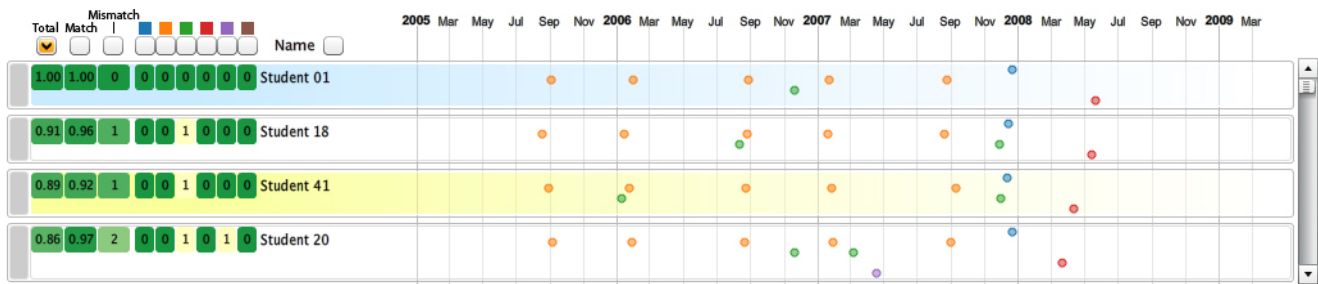 Mismatch
Total Match | 2005 Mar May Jul Sep Nov 2006 Mar May Jul Sep Nov 2007 Mar May Jul Sep Nov 2008 Mar May Jul Sep Nov 2009 Mar
Name
1.00 1.00 0 0 0 0 0 0 0 Student 01
0.91 0.96 1 0 0 1 0 0 0 Student 18
0.89 0.92 1 0 0 1 0 0 0 Student 41
0.86 0.97 2 0 0 1 0 1 0 Student 20